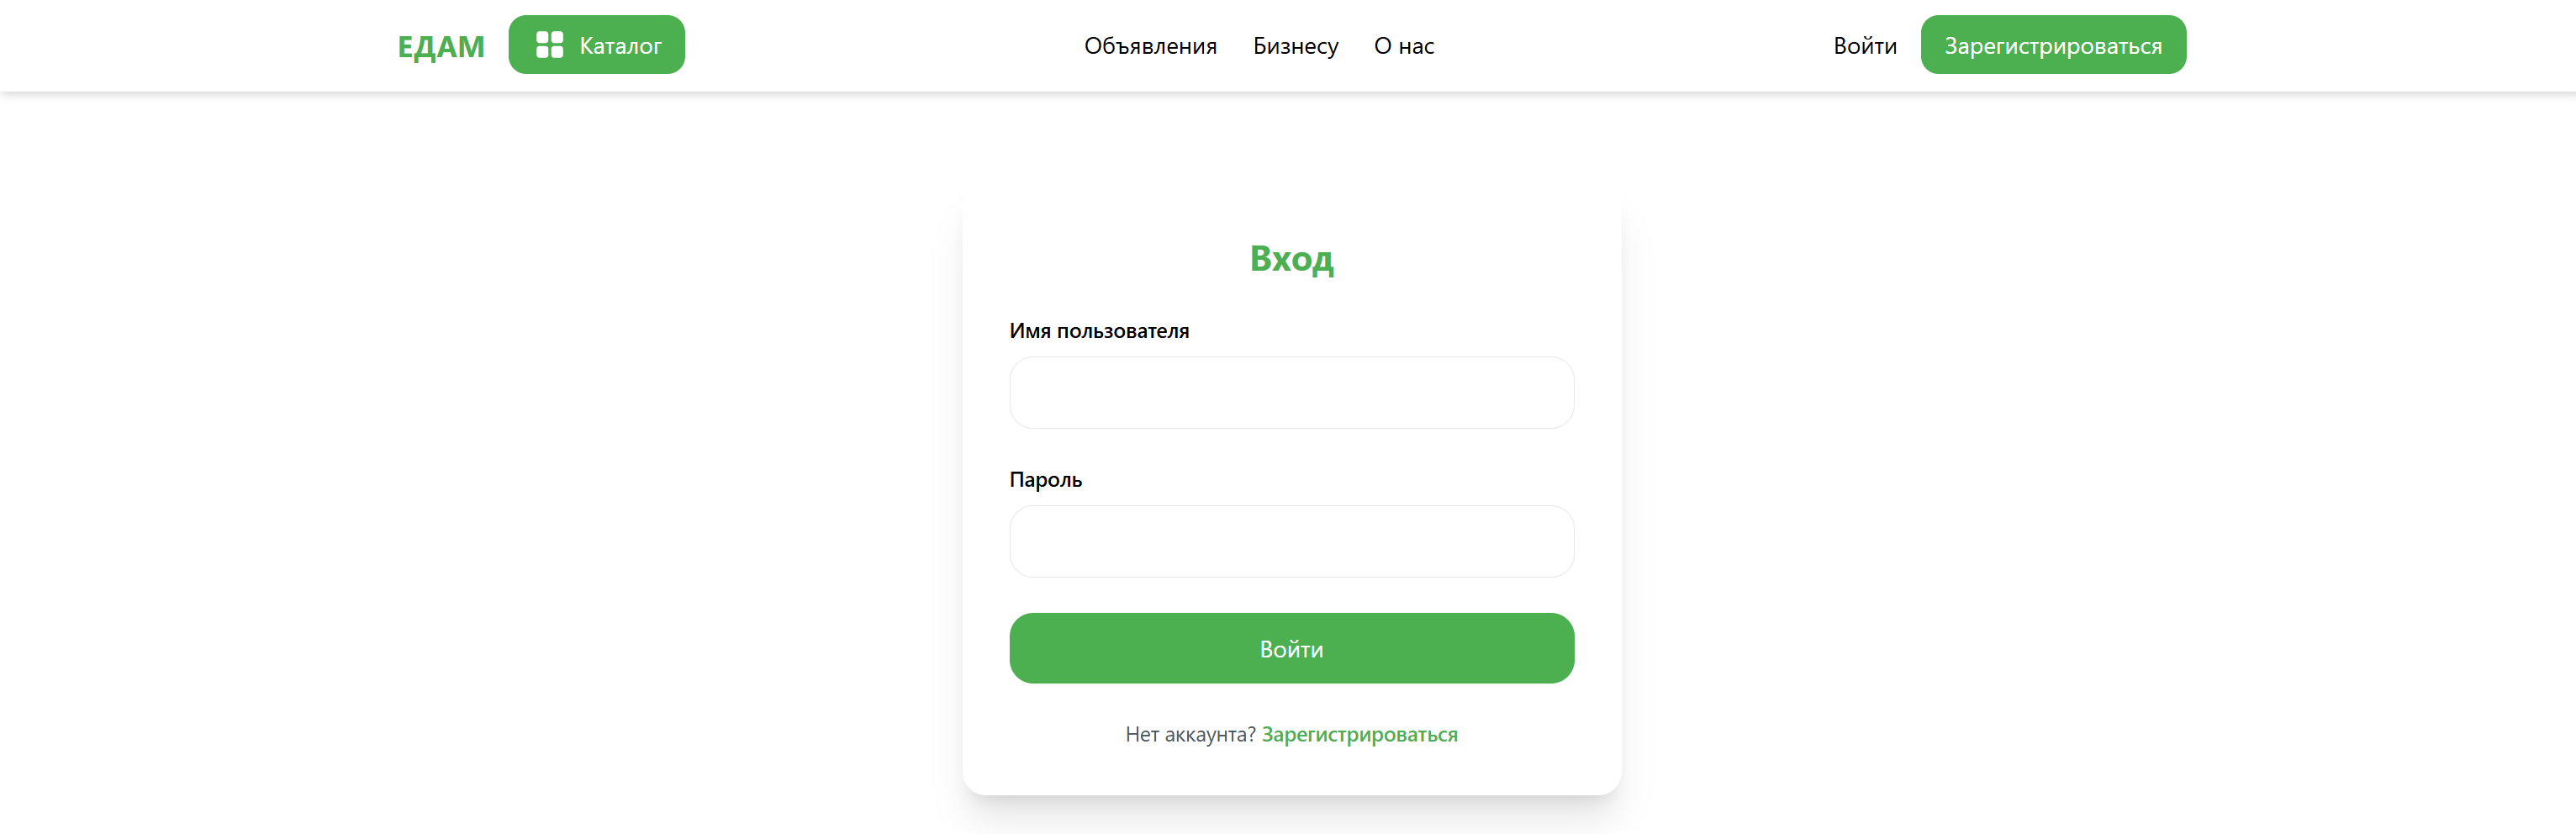 ЕДАМ Каталог Объявления Бизнесу О нас Войти Зарегистрироваться
Вход
Имя пользователя
Пароль
Войти
Нет аккаунта? Зарегистрироваться